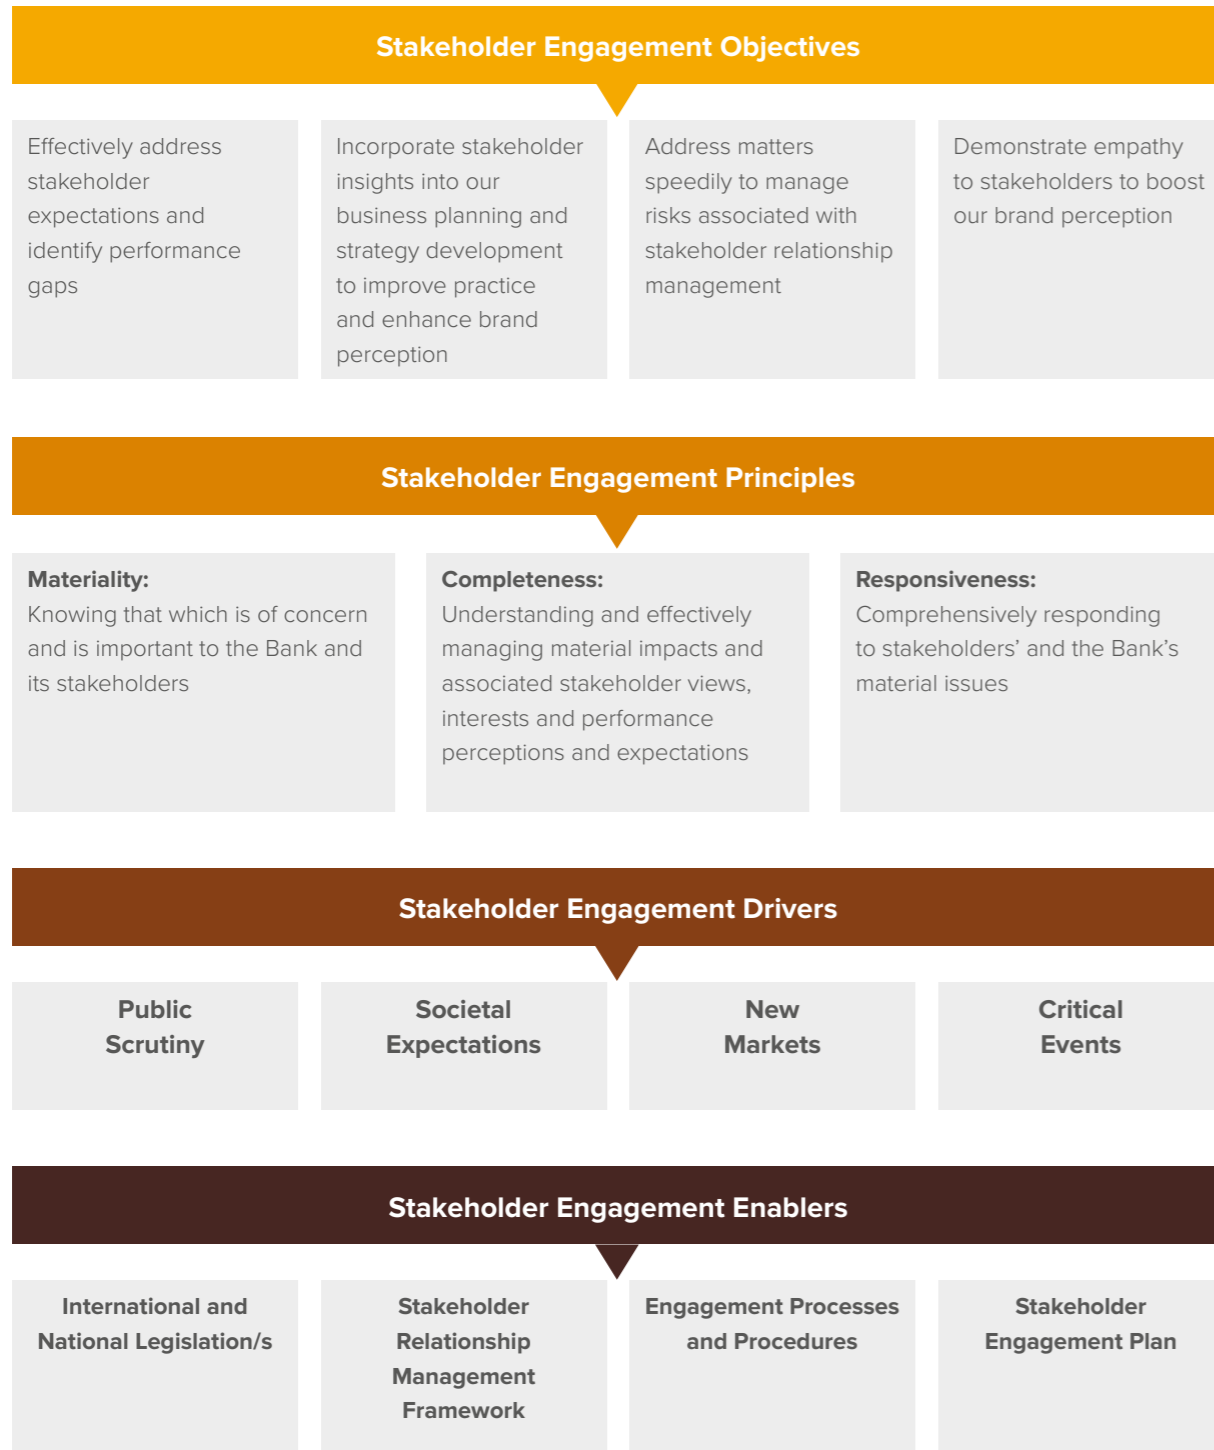 Stakeholder Engagement Objectives
Effectively address
stakeholder
expectations and
identify performance
gaps
Incorporate stakeholder
insights into our
business planning and
strategy development
to improve practice
and enhance brand
perception
Address matters
speedily to manage
risks associated with
stakeholder relationship
management
Demonstrate empathy
to stakeholders to boost
our brand perception
Stakeholder Engagement Principles
Materiality:
Knowing that which is of concern
and is important to the Bank and
its stakeholders
Completeness:
Understanding and effectively
managing material impacts and
associated stakeholder views,
interests and performance
perceptions and expectations
Responsiveness:
Comprehensively responding
to stakeholders’ and the Bank’s
material issues
Stakeholder Engagement Drivers
Public
Scrutiny
Societal
Expectations
New
Markets
Critical
Events
Stakeholder Engagement Enablers
International and
National Legislation/s
Stakeholder
Relationship
Management
Framework
Engagement Processes
and Procedures
Stakeholder
Engagement Plan